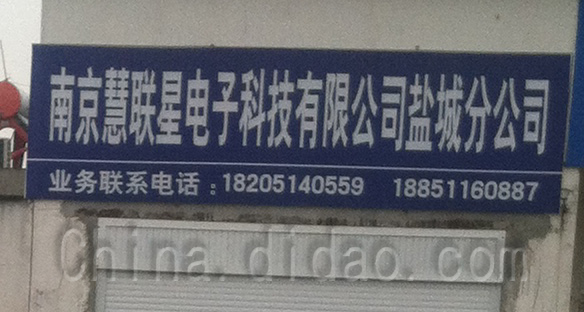 南京慧联星电子科技有限公司盐城分公司
业务联系电话：18205140559 18851160887
China.didao.com